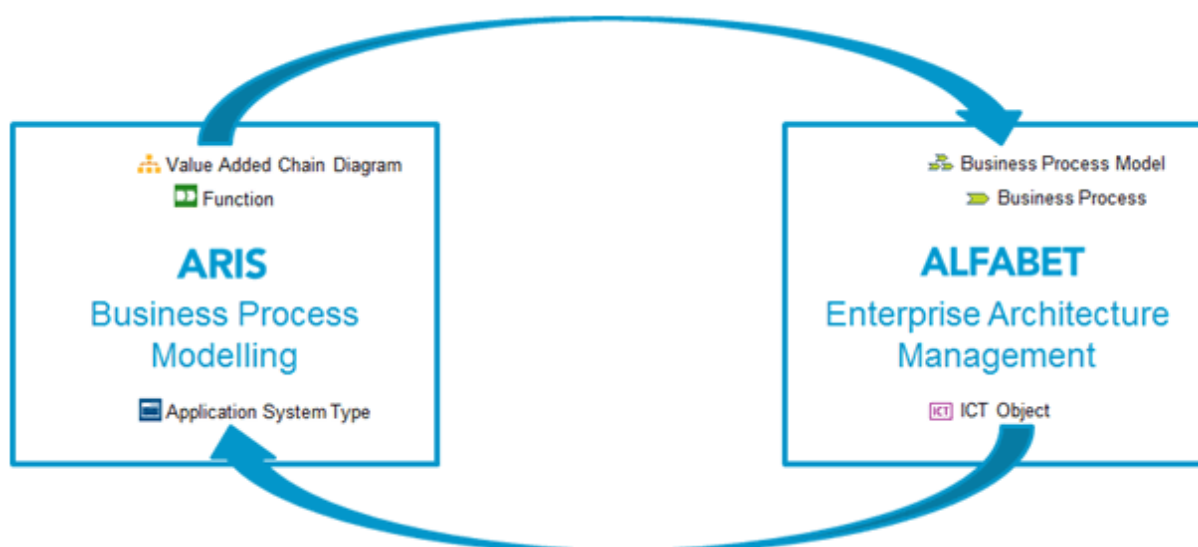 Value Added Chain Diagram
Function
ARIS
Business Process
Modelling
Application System Type
Business Process Model
Business Process
ALFABET
Enterprise Architecture
Management
ICT ICT Object